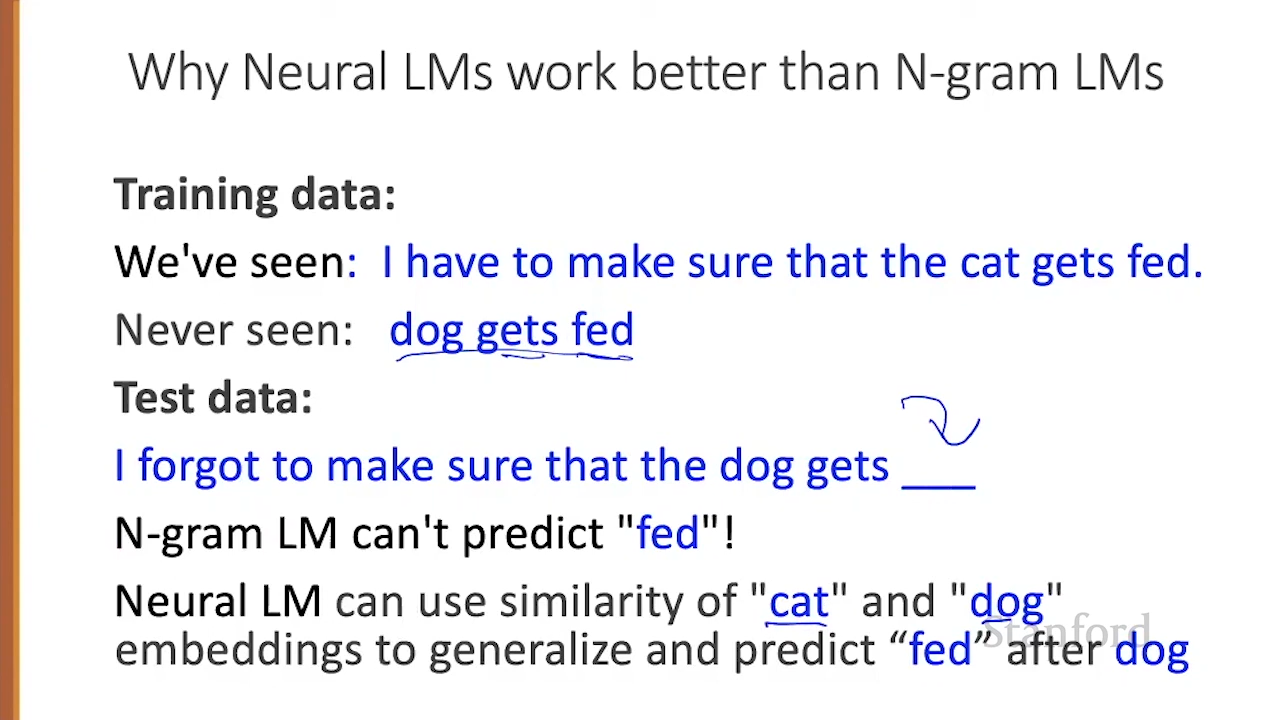 Why Neural LMs work better than N-gram LMs
Training data:
We've seen:  I have to make sure that the cat gets fed.
Never seen:   dog gets fed
Test data:
I forgot to make sure that the dog gets ___
N-gram LM can't predict "fed"!
Neural LM can use similarity of "cat" and "dog"
Stanford
embeddings to generalize and predict “fed” after dog